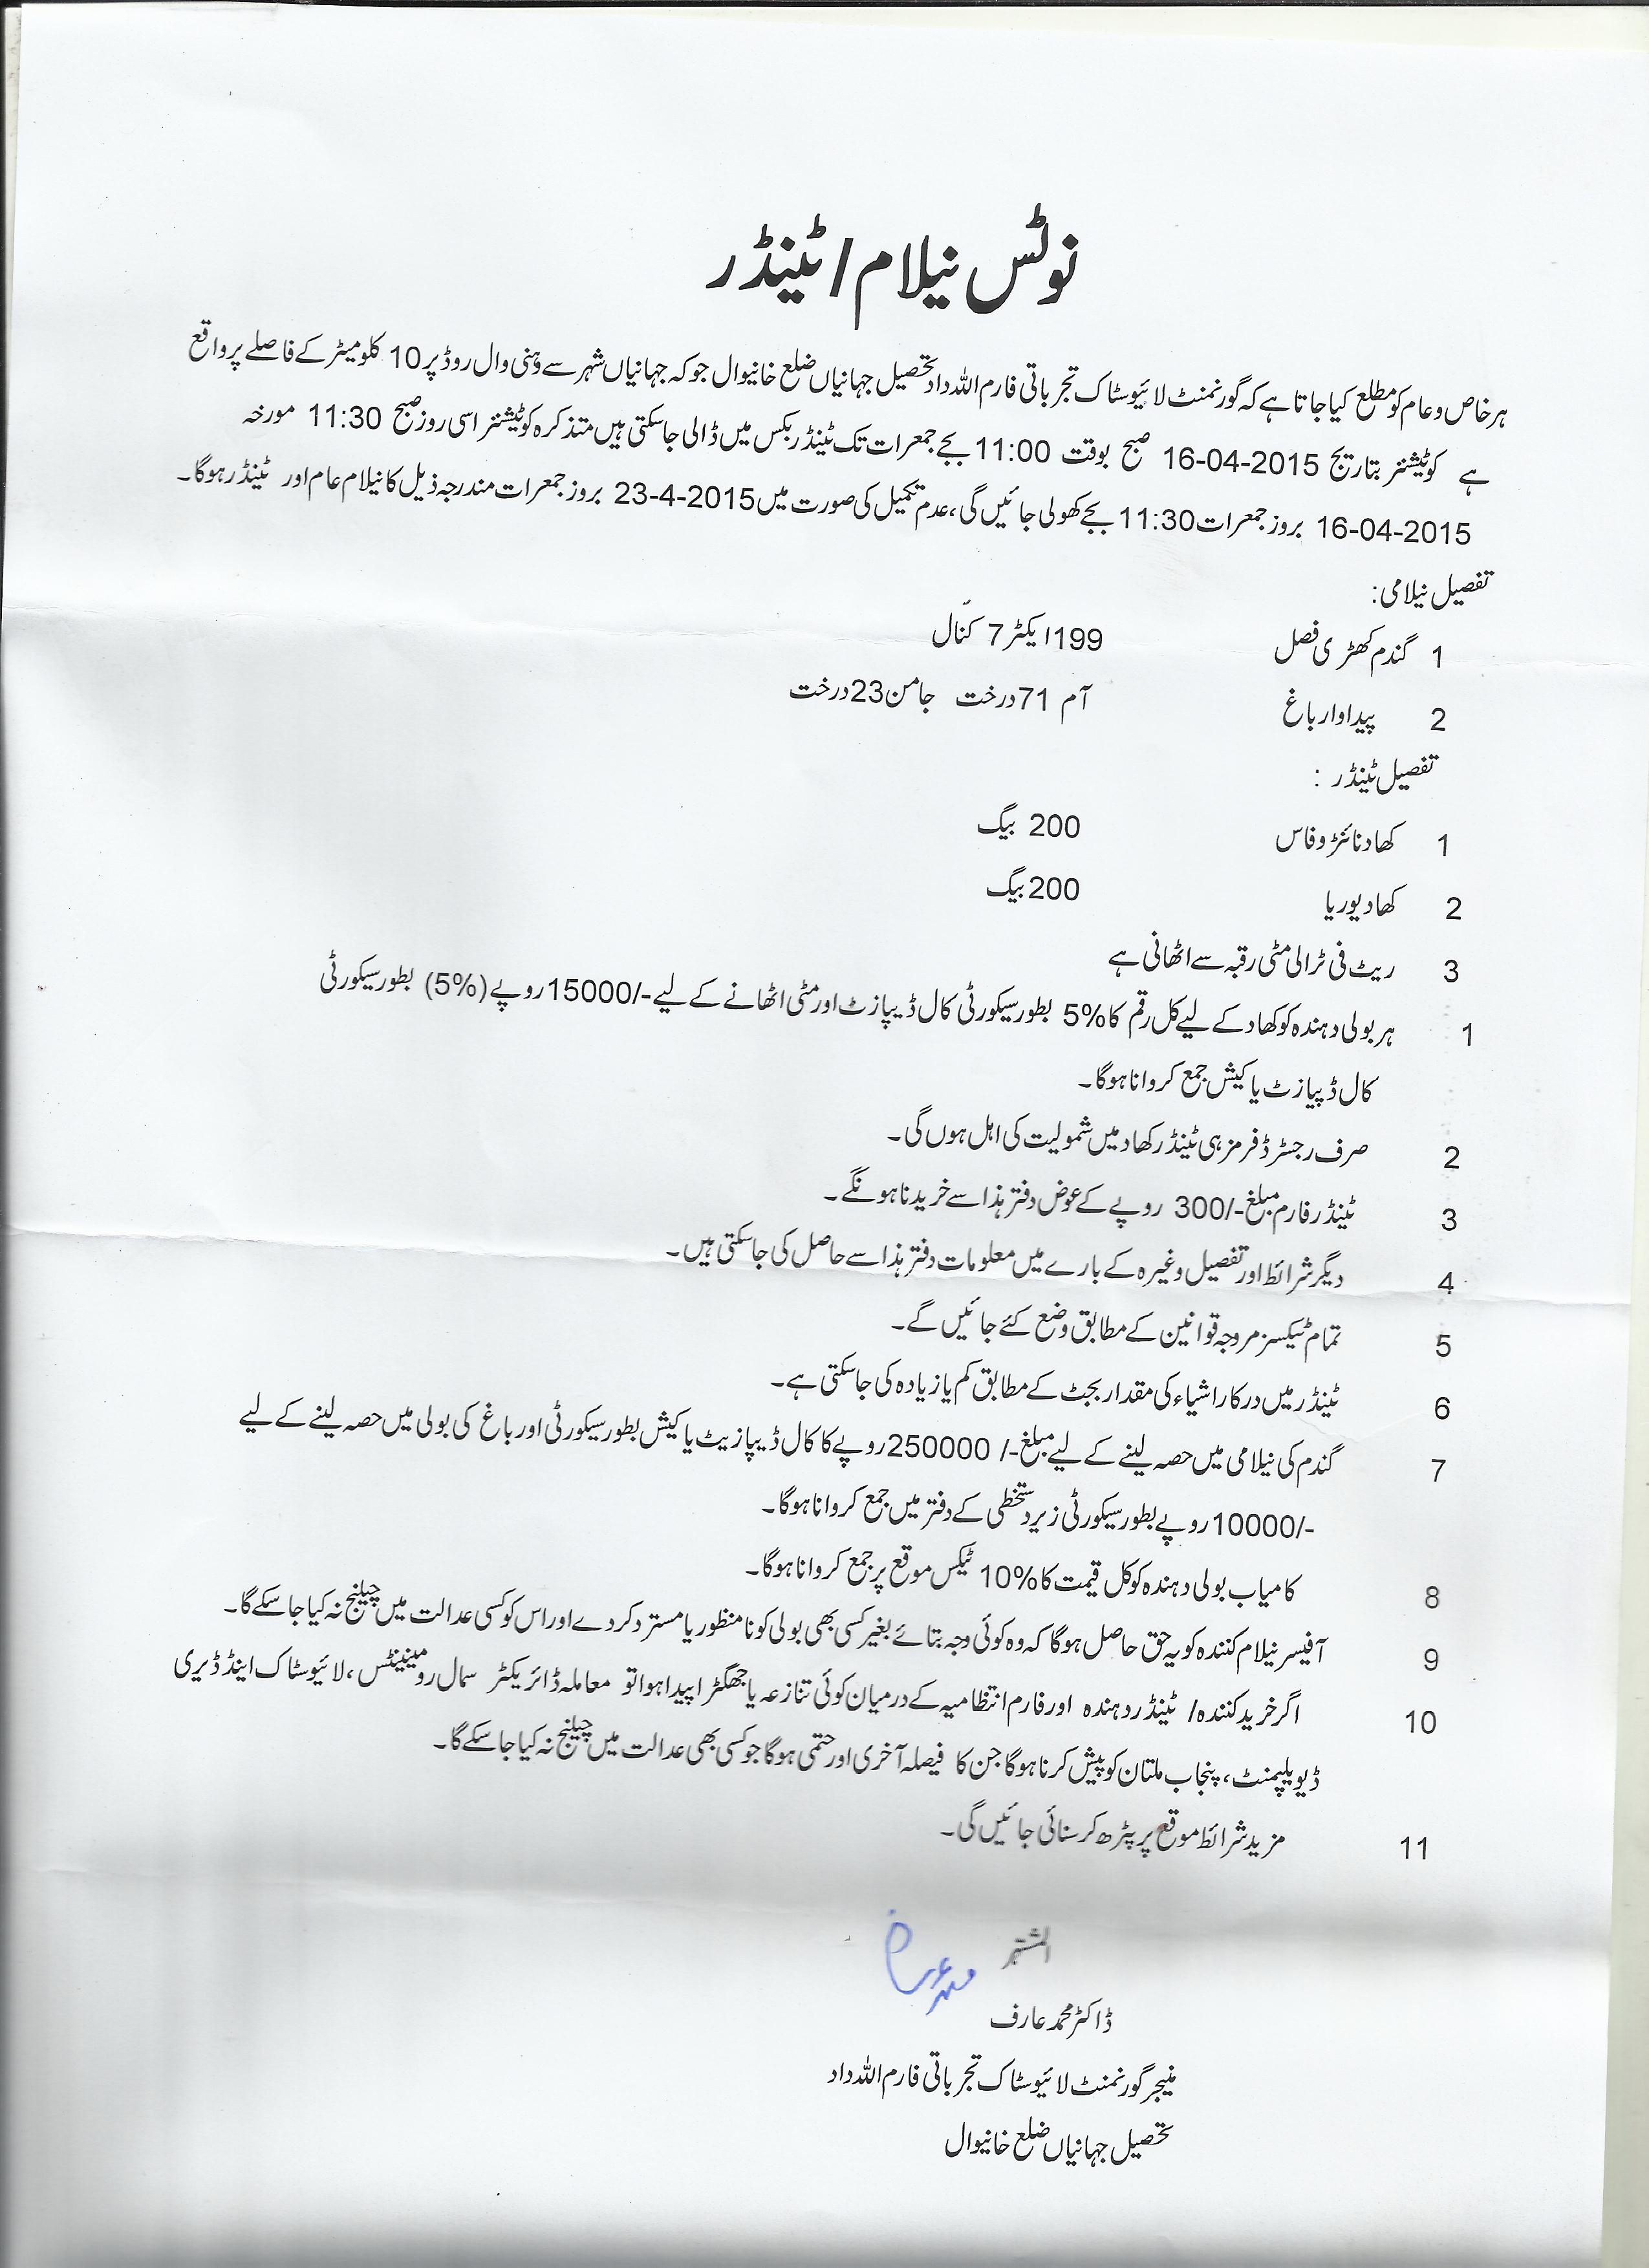 نوٹس نیلام/ٹینڈر
ہر خاص و عام کو مطلع کیا جاتا ہے کہ گورنمنٹ لائیوسٹاک تجرباتی فارم اللہ داد تحصیل جہانیاں ضلع خانیوال جو کہ جہانیاں شہر سے وہنی وال روڈ پر 10 کلومیٹر کے فاصلے پر واقع
ہے کوٹیشنز بتاریخ 16-04-2015 صبح بوقت 11:00 بجے جمعرات تک ٹینڈر بکس میں ڈالی جا سکتی ہیں متذکرہ کوٹیشنز اسی روز صبح 11:30 مورخہ
16-04-2015 بروز جمعرات 11:30 بجے کھولی جائیں گی، عدم تکمیل کی صورت میں 23-4-2015 بروز جمعرات مندرجہ ذیل کا نیلام عام اور ٹینڈر ہوگا۔
تفصیل نیلامی:
1 گندم کھڑی فصل 199 ایکٹر 7 کنال
2 پیداوار باغ آم 71 درخت جامن 23 درخت
تفصیل ٹینڈر :
1 کھاد نائٹروفاس 200 بیگ
2 کھاد یوریا 200 بیگ
3 ریٹ فی ٹرالی مٹی رقبہ سے اٹھانی ہے
1 ہر بولی دہندہ کو کھاد کے لیے کل رقم کا 5% بطور سیکورٹی کال ڈیپازٹ اور مٹی اٹھانے کے لیے -/15000 روپے (5%) بطور سیکورٹی
کال ڈیپازٹ یا کیش جمع کروانا ہوگا۔
2 صرف رجسٹرڈ فرمز ہی ٹینڈر کھاد میں شمولیت کی اہل ہوں گی۔
3 ٹینڈر فارم مبلغ -/300 روپے کے عوض دفتر ہذا سے خریدنا ہونگے۔
4 دیگر شرائط اور تفصیل وغیرہ کے بارے میں معلومات دفتر ہذا سے حاصل کی جا سکتی ہیں۔
5 تمام ٹیکسز مروجہ قوانین کے مطابق وضع کئے جائیں گے۔
6 ٹینڈر میں درکار اشیاء کی مقدار بجٹ کے مطابق کم یا زیادہ کی جا سکتی ہے۔
7 گندم کی نیلامی میں حصہ لینے کے لیے مبلغ -/250000 روپے کا کال ڈیپازیٹ یا کیش بطور سیکورٹی اور باغ کی بولی میں حصہ لینے کے لیے
-/10000 روپے بطور سیکورٹی زیر دستخطی کے دفتر میں جمع کروانا ہوگا۔
8 کامیاب بولی دہندہ کو کل قیمت کا 10% ٹیکس موقع پر جمع کروانا ہوگا۔
9 آفیسر نیلام کنندہ کو یہ حق حاصل ہوگا کہ وہ کوئی وجہ بتائے بغیر کسی بھی بولی کو نامنظور یا مسترد کر دے اور اس کو کسی عدالت میں چیلنج نہ کیا جا سکے گا۔
10 اگر خرید کنندہ/ ٹینڈر دہندہ اور فارم انتظامیہ کے درمیان کوئی تنازعہ یا جھگڑا پیدا ہوا تو معاملہ ڈائریکٹر سمال رومینینٹس، لائیوسٹاک اینڈ ڈیری
ڈیویلپمنٹ، پنجاب ملتان کو پیش کرنا ہوگا جن کا فیصلہ آخری اور حتمی ہوگا جو کسی بھی عدالت میں چیلنج نہ کیا جا سکے گا۔
11 مزید شرائط موقع پر پڑھ کر سنائی جائیں گی۔
المشتہر
ڈاکٹر محمد عارف
منیجر گورنمنٹ لائیوسٹاک تجرباتی فارم اللہ داد
تحصیل جہانیاں ضلع خانیوال